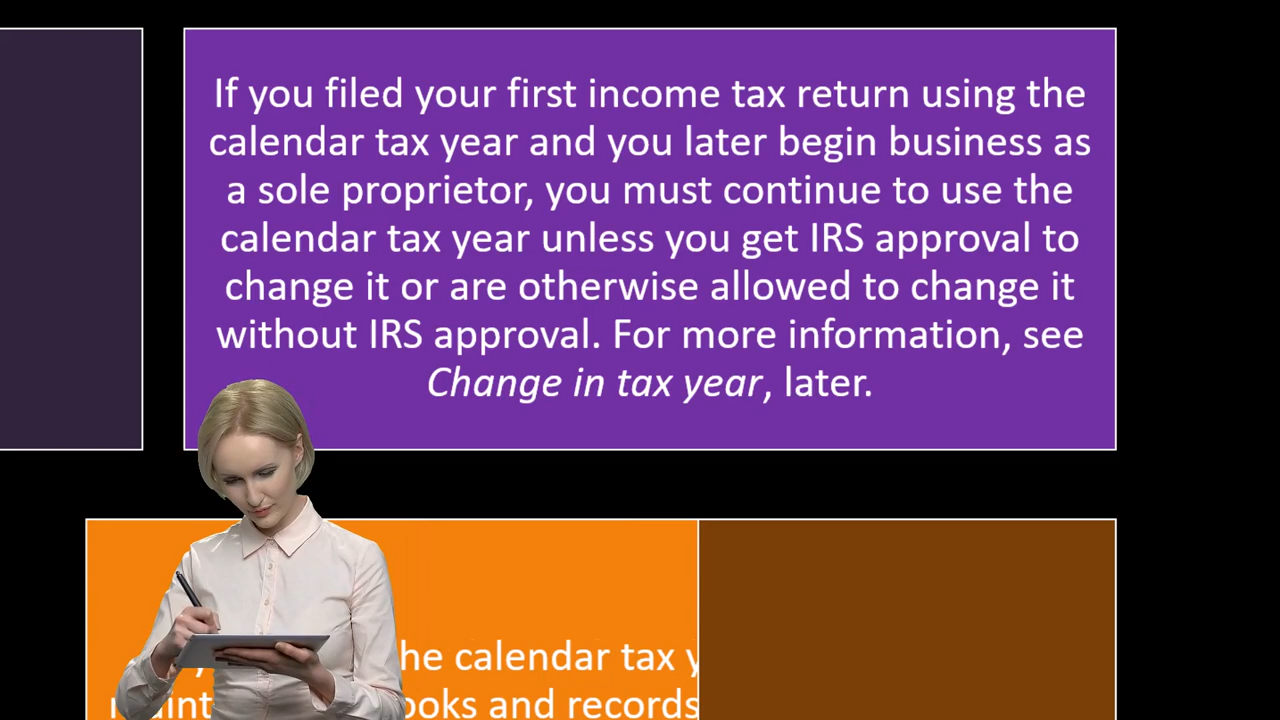 If you filed your first income tax return using the
calendar tax year and you later begin business as
a sole proprietor, you must continue to use the
calendar tax year unless you get IRS approval to
change it or are otherwise allowed to change it
without IRS approval. For more information, see
Change in tax year, later.
he calendar tax y
ooks and records